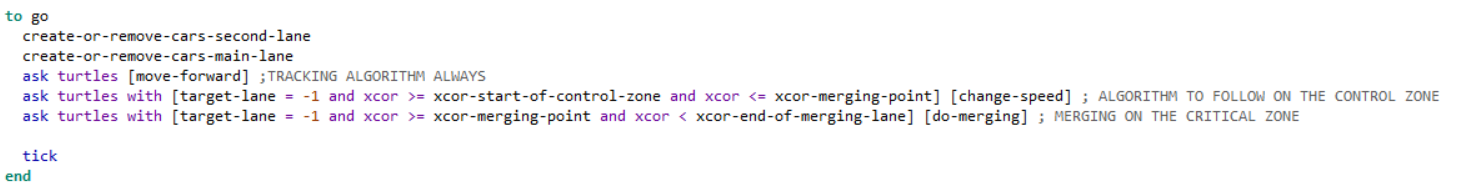 to go
create-or-remove-cars-second-lane
create-or-remove-cars-main-lane
ask turtles [move-forward] ;TRACKING ALGORITHM ALWAYS
ask turtles with [target-lane = -1 and xcor >= xcor-start-of-control-zone and xcor <= xcor-merging-point] [change-speed] ; ALGORITHM TO FOLLOW ON THE CONTROL ZONE
ask turtles with [target-lane = -1 and xcor >= xcor-merging-point and xcor < xcor-end-of-merging-lane] [do-merging] ; MERGING ON THE CRITICAL ZONE
tick
end